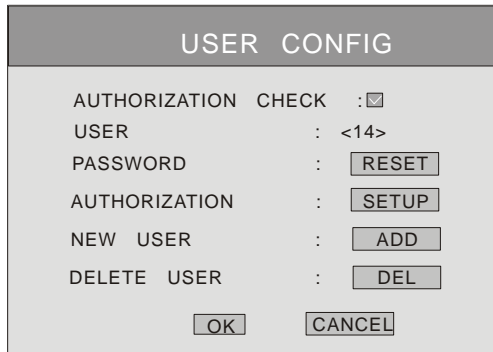 USER CONFIG
AUTHORIZATION CHECK :
USER : <14>
PASSWORD : RESET
AUTHORIZATION : SETUP
NEW USER : ADD
DELETE USER : DEL
OK CANCEL